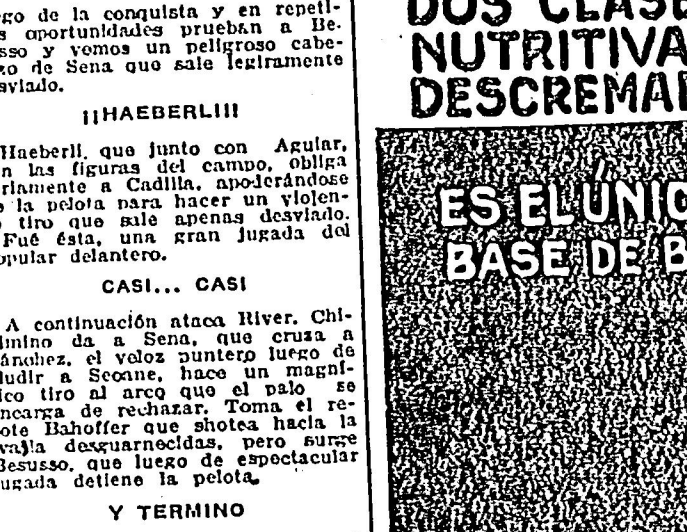 go de la conquista y en repeti-
s oportunidades prueban a Be-
sso y vemos un peligroso cabe-
zo de Sena que sale legiramente
sviado.
¡¡HAEBERLI!!
Haeberli, que junto con Aguiar,
n las figuras del campo, obliga
riamente a Cadilla, apoderándose
e la pelota para hacer un violen-
o tiro que sale apenas desviado.
Fué ésta, una gran jugada del
opular delantero.
CASI... CASI
A continuación ataca River. Chi-
imino da a Sena, que cruza a
ánchez, el veloz puntero luego de
ludir a Seoane, hace un magní-
ico tiro al arco que el palo se
ncarga de rechazar. Toma el re-
ote Bahoffer que shotea hacia la
valla desguarnecidas, pero surge
Besusso, que luego de espectacular
ugada detiene la pelota.
Y TERMINO
DOS CLASE
NUTRITIVA
DESCREMA
ES EL ÚNIC
BASE DE B